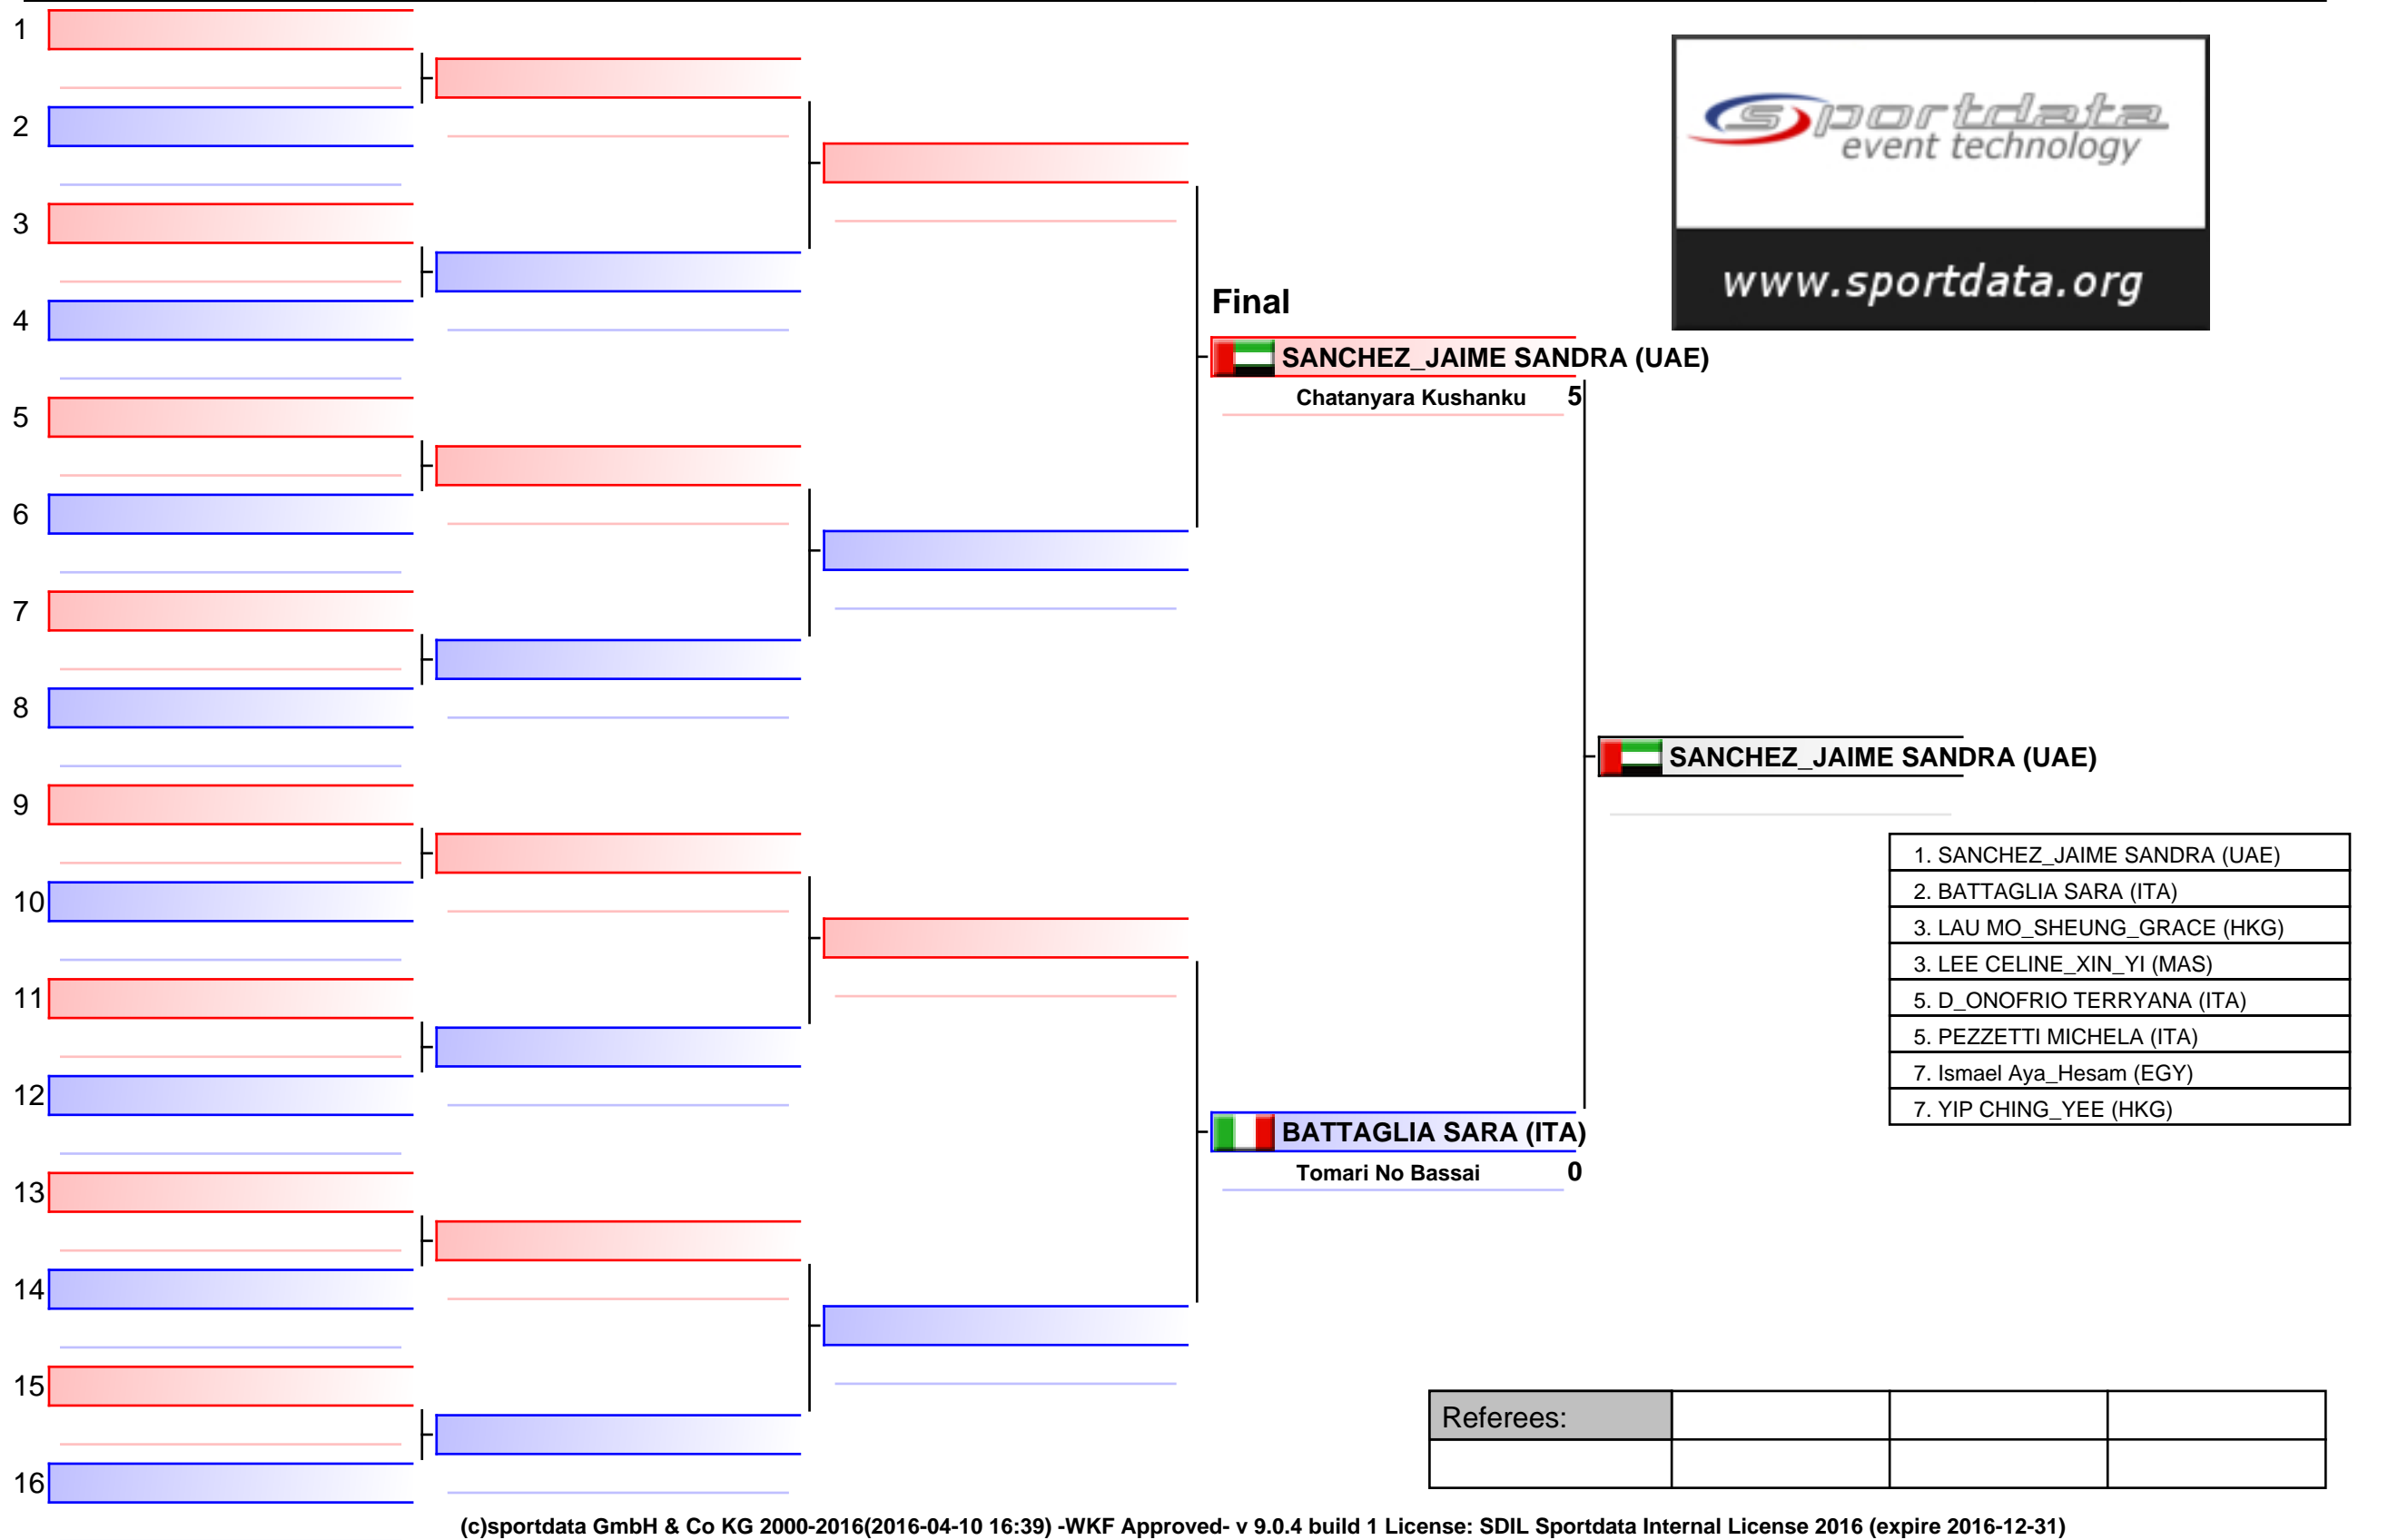 1
2
3
4
5
6
7
8
9
10
11
12
13
14
15
16
sportdata
event technology
www.sportdata.org
Final
SANCHEZ_JAIME SANDRA (UAE)
Chatanyara Kushanku 5
SANCHEZ_JAIME SANDRA (UAE)
BATTAGLIA SARA (ITA)
Tomari No Bassai 0
1. SANCHEZ_JAIME SANDRA (UAE)
2. BATTAGLIA SARA (ITA)
3. LAU MO_SHEUNG_GRACE (HKG)
3. LEE CELINE_XIN_YI (MAS)
5. D_ONOFRIO TERRYANA (ITA)
5. PEZZETTI MICHELA (ITA)
7. Ismael Aya_Hesam (EGY)
7. YIP CHING_YEE (HKG)
Referees:
(c)sportdata GmbH & Co KG 2000-2016(2016-04-10 16:39) -WKF Approved- v 9.0.4 build 1 License: SDIL Sportdata Internal License 2016 (expire 2016-12-31)